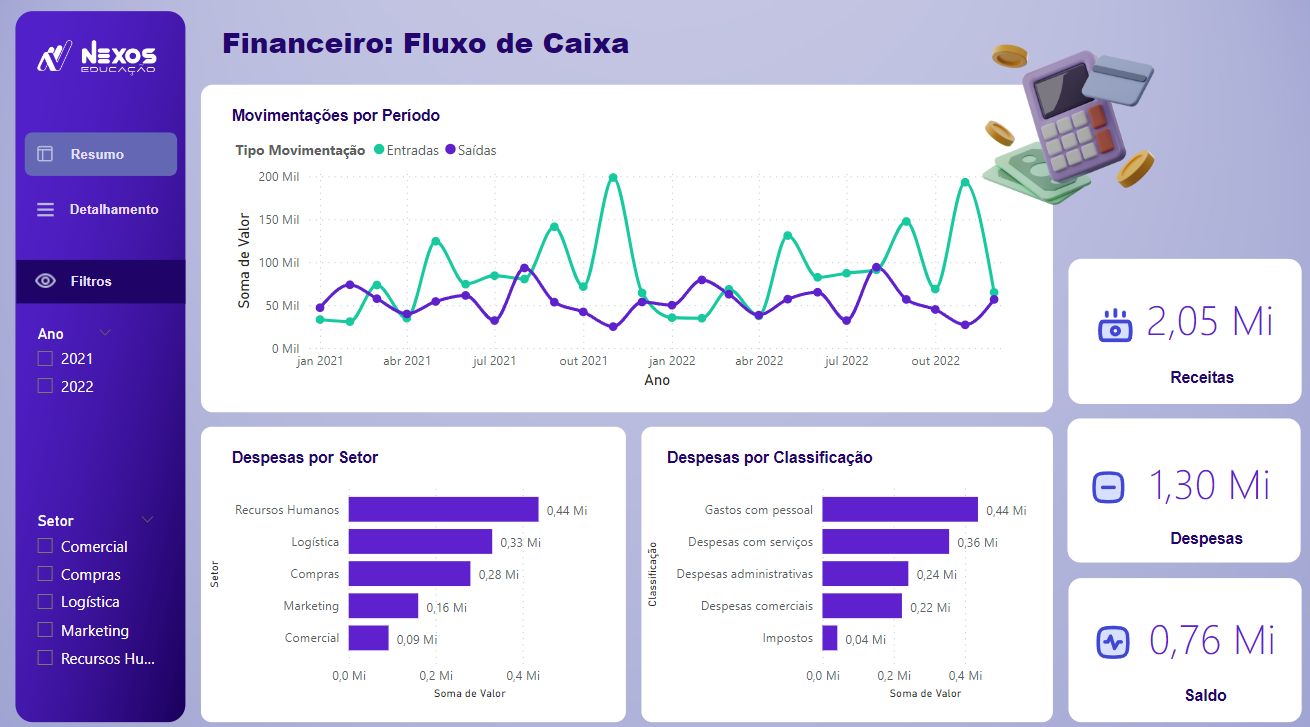 NEXOS
EDUCAÇÃO
Resumo
Detalhamento
Filtros
Ano
2021
2022
Setor
Comercial
Compras
Logística
Marketing
Recursos Hu...
Financeiro: Fluxo de Caixa
Movimentações por Período
Tipo Movimentação Entradas Saídas
Soma de Valor
200 Mil
150 Mil
100 Mil
50 Mil
0 Mil
jan 2021 abr 2021 jul 2021 out 2021 jan 2022 abr 2022 jul 2022 out 2022
Ano
Despesas por Setor
Setor
Recursos Humanos 0,44 Mi
Logística 0,33 Mi
Compras 0,28 Mi
Marketing 0,16 Mi
Comercial 0,09 Mi
0,0 Mi 0,2 Mi 0,4 Mi
Soma de Valor
Despesas por Classificação
Classificação
Gastos com pessoal 0,44 Mi
Despesas com serviços 0,36 Mi
Despesas administrativas 0,24 Mi
Despesas comerciais 0,22 Mi
Impostos 0,04 Mi
0,0 Mi 0,2 Mi 0,4 Mi
Soma de Valor
2,05 Mi
Receitas
1,30 Mi
Despesas
0,76 Mi
Saldo